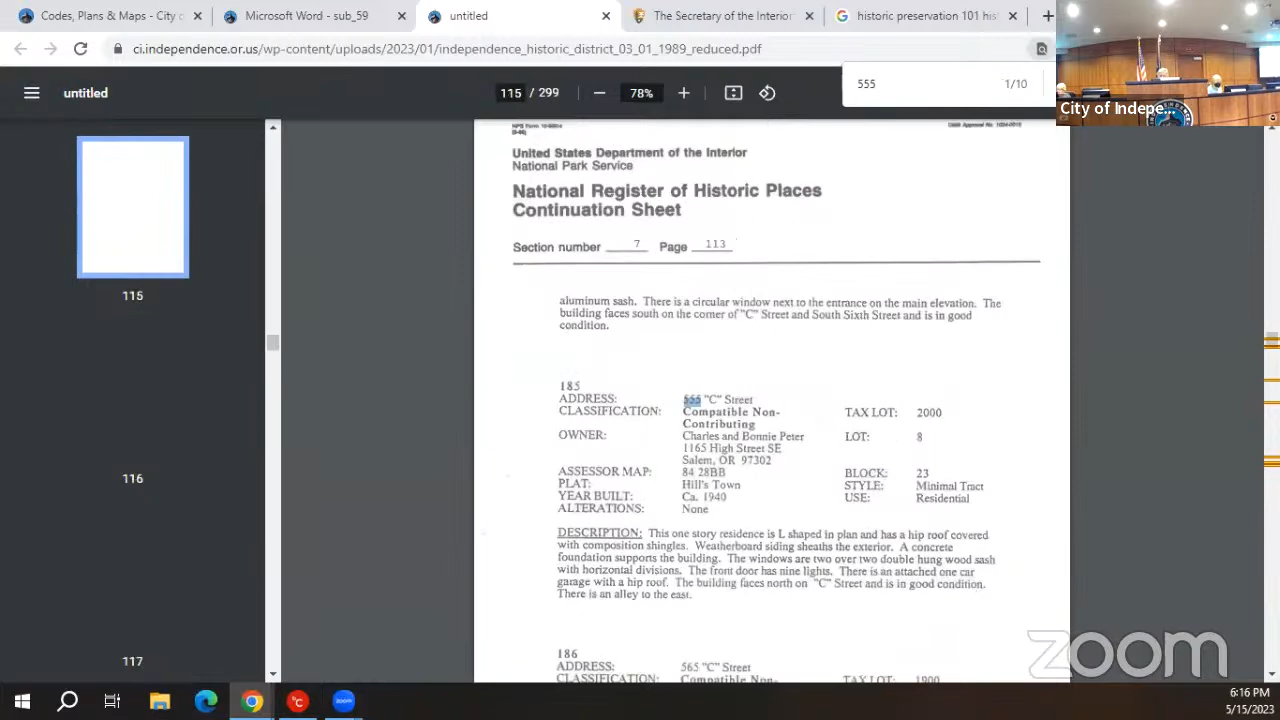 Codes, Plans & Maps - City o
Microsoft Word - sub_59
untitled
The Secretary of the Interior
historic preservation 101 his
ci.independence.or.us/wp-content/uploads/2023/01/independence_historic_district_03_01_1989_reduced.pdf
555
1/10
City of Indepe...
untitled
115 / 299
78%
United States Department of the Interior
National Park Service
National Register of Historic Places
Continuation Sheet
Section number 7 Page 113
aluminum sash. There is a circular window next to the entrance on the main elevation. The
building faces south on the corner of "C" Street and South Sixth Street and is in good
condition.
185
ADDRESS: 555 "C" Street
CLASSIFICATION: Compatible Non- TAX LOT: 2000
Contributing
OWNER: Charles and Bonnie Peter LOT: 8
1165 High Street SE
Salem, OR 97302
ASSESSOR MAP: 84 28BB BLOCK: 23
PLAT: Hill's Town STYLE: Minimal Tract
YEAR BUILT: Ca. 1940 USE: Residential
ALTERATIONS: None
DESCRIPTION: This one story residence is L shaped in plan and has a hip roof covered
with composition shingles. Weatherboard siding sheaths the exterior. A concrete
foundation supports the building. The windows are two over two double hung wood sash
with horizontal divisions. The front door has nine lights. There is an attached one car
garage with a hip roof. The building faces north on "C" Street and is in good condition.
There is an alley to the east.
186
ADDRESS: 565 "C" Street
CLASSIFICATION: Compatible Non- TAX LOT: 1900
115
116
117
zoom
zoom
6:16 PM
5/15/2023